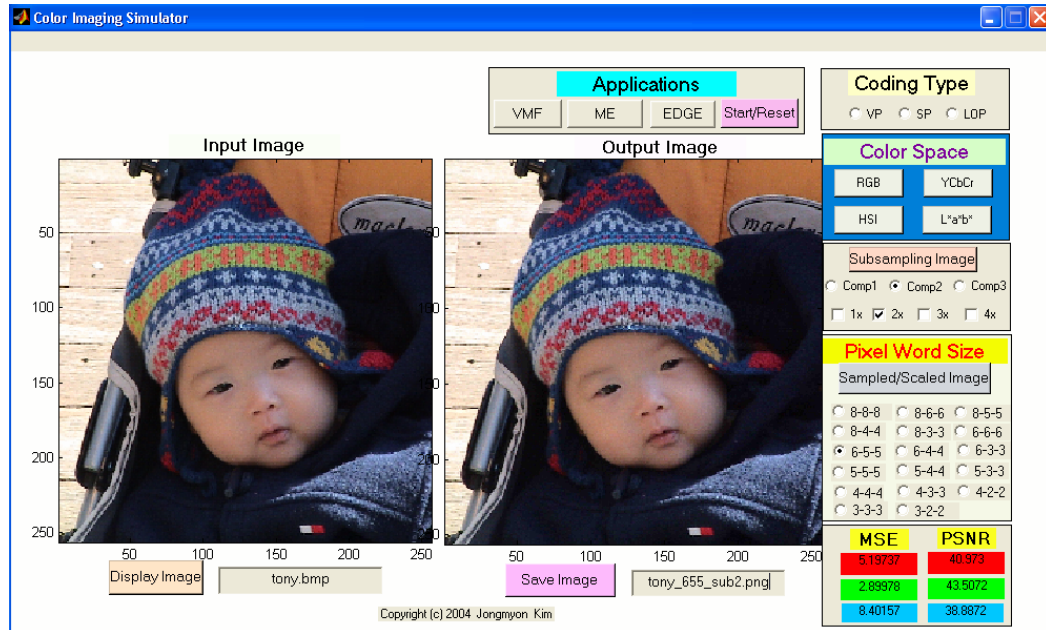 Color Imaging Simulator
Applications
VMF ME EDGE Start/Reset
Coding Type
VP SP LOP
Input Image
Output Image
Color Space
RGB YCbCr
HSI L*a*b*
Subsampling Image
Comp1 Comp2 Comp3
1x 2x 3x 4x
Pixel Word Size
Sampled/Scaled Image
8-8-8 8-6-6 8-5-5
8-4-4 8-3-3 6-6-6
6-5-5 6-4-4 6-3-3
5-5-5 5-4-4 5-3-3
4-4-4 4-3-3 4-2-2
3-3-3 3-2-2
MSE PSNR
5.19737 40.973
2.89978 43.5072
8.40157 38.8872
50
100
150
200
250
50 100 150 200 250
50
100
150
200
250
50 100 150 200 250
Display Image tony.bmp
Save Image tony_655_sub2.png
Copyright (c) 2004 Jongmyon Kim